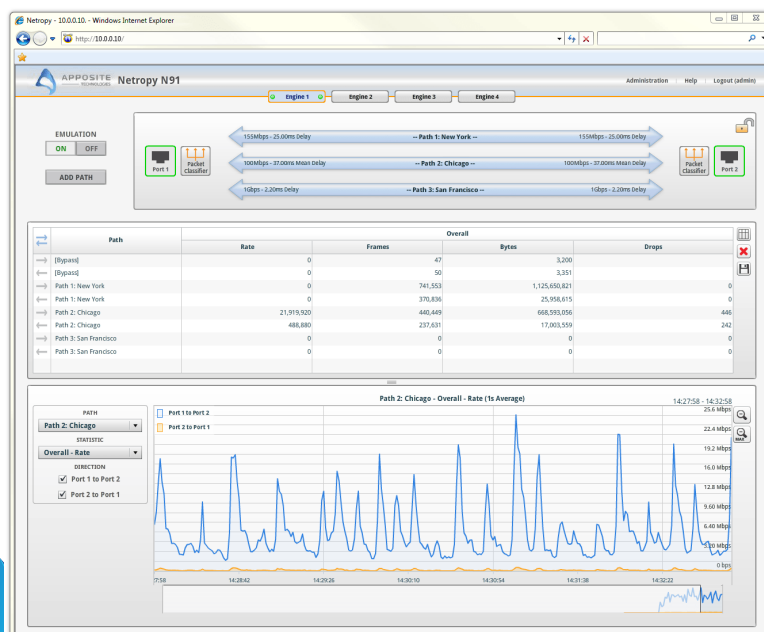 Netropy - 10.0.0.10. - Windows Internet Explorer
http://10.0.0.10/
APPOSITE TECHNOLOGIES Netropy N91
Administration Help Logout (admin)
Engine 1 Engine 2 Engine 3 Engine 4
EMULATION
ON OFF
ADD PATH
Port 1
Packet Classifier
155Mbps - 25.00ms Delay -- Path 1: New York -- 155Mbps - 25.00ms Delay
100Mbps - 37.00ms Mean Delay -- Path 2: Chicago -- 100Mbps - 37.00ms Mean Delay
1Gbps - 2.20ms Delay -- Path 3: San Francisco -- 1Gbps - 2.20ms Delay
Packet Classifier
Port 2
Path Overall
Rate Frames Bytes Drops
[Bypass] 0 47 3,200
[Bypass] 0 50 3,351
Path 1: New York 0 741,553 1,125,650,821 0
Path 1: New York 0 370,836 25,958,615 0
Path 2: Chicago 21,919,920 440,449 668,593,056 446
Path 2: Chicago 488,880 237,631 17,003,559 242
Path 3: San Francisco 0 0 0 0
Path 3: San Francisco 0 0 0 0
Path 2: Chicago - Overall - Rate (1s Average)
14:27:58 - 14:32:58
PATH
Path 2: Chicago
STATISTIC
Overall - Rate
DIRECTION
Port 1 to Port 2
Port 2 to Port 1
Port 1 to Port 2
Port 2 to Port 1
25.6 Mbps
22.4 Mbps
19.2 Mbps
16.0 Mbps
12.8 Mbps
9.60 Mbps
6.40 Mbps
3.20 Mbps
0 bps
MAX
7:58 14:28:42 14:29:26 14:30:10 14:30:54 14:31:38 14:32:22